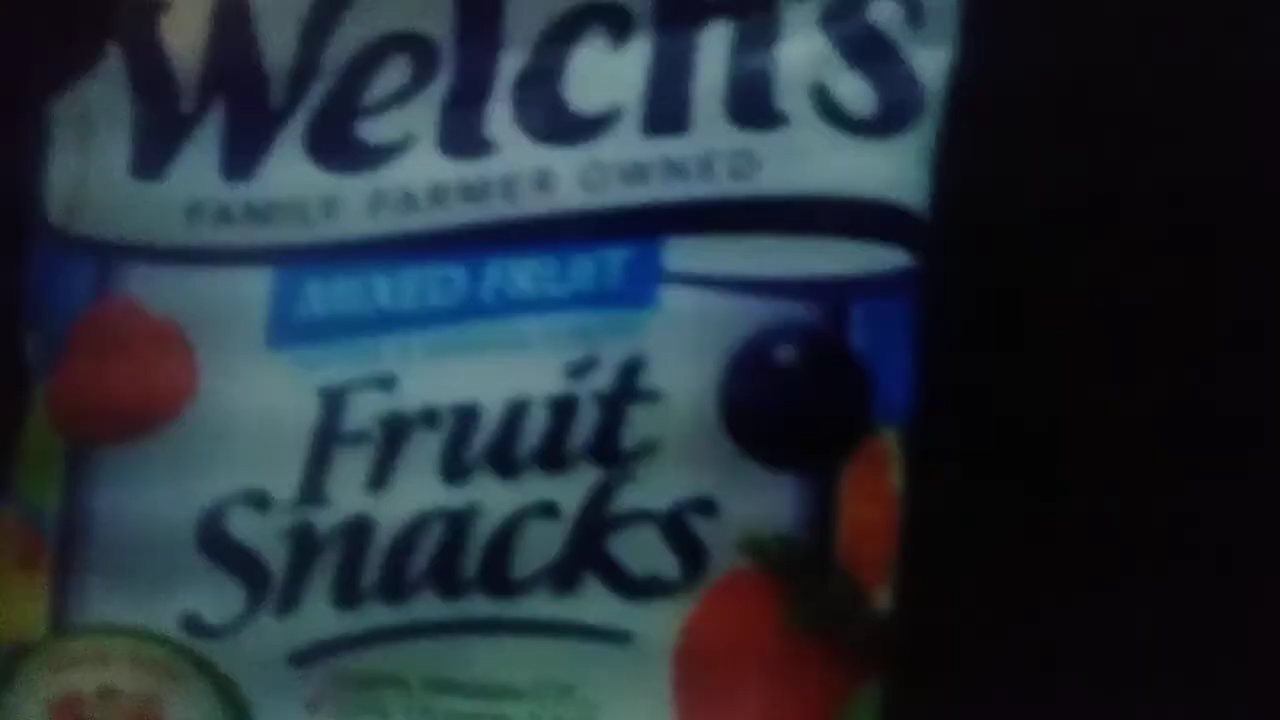 Welch's
FAMILY FARMER OWNED
MIXED FRUIT
Fruit
Snacks